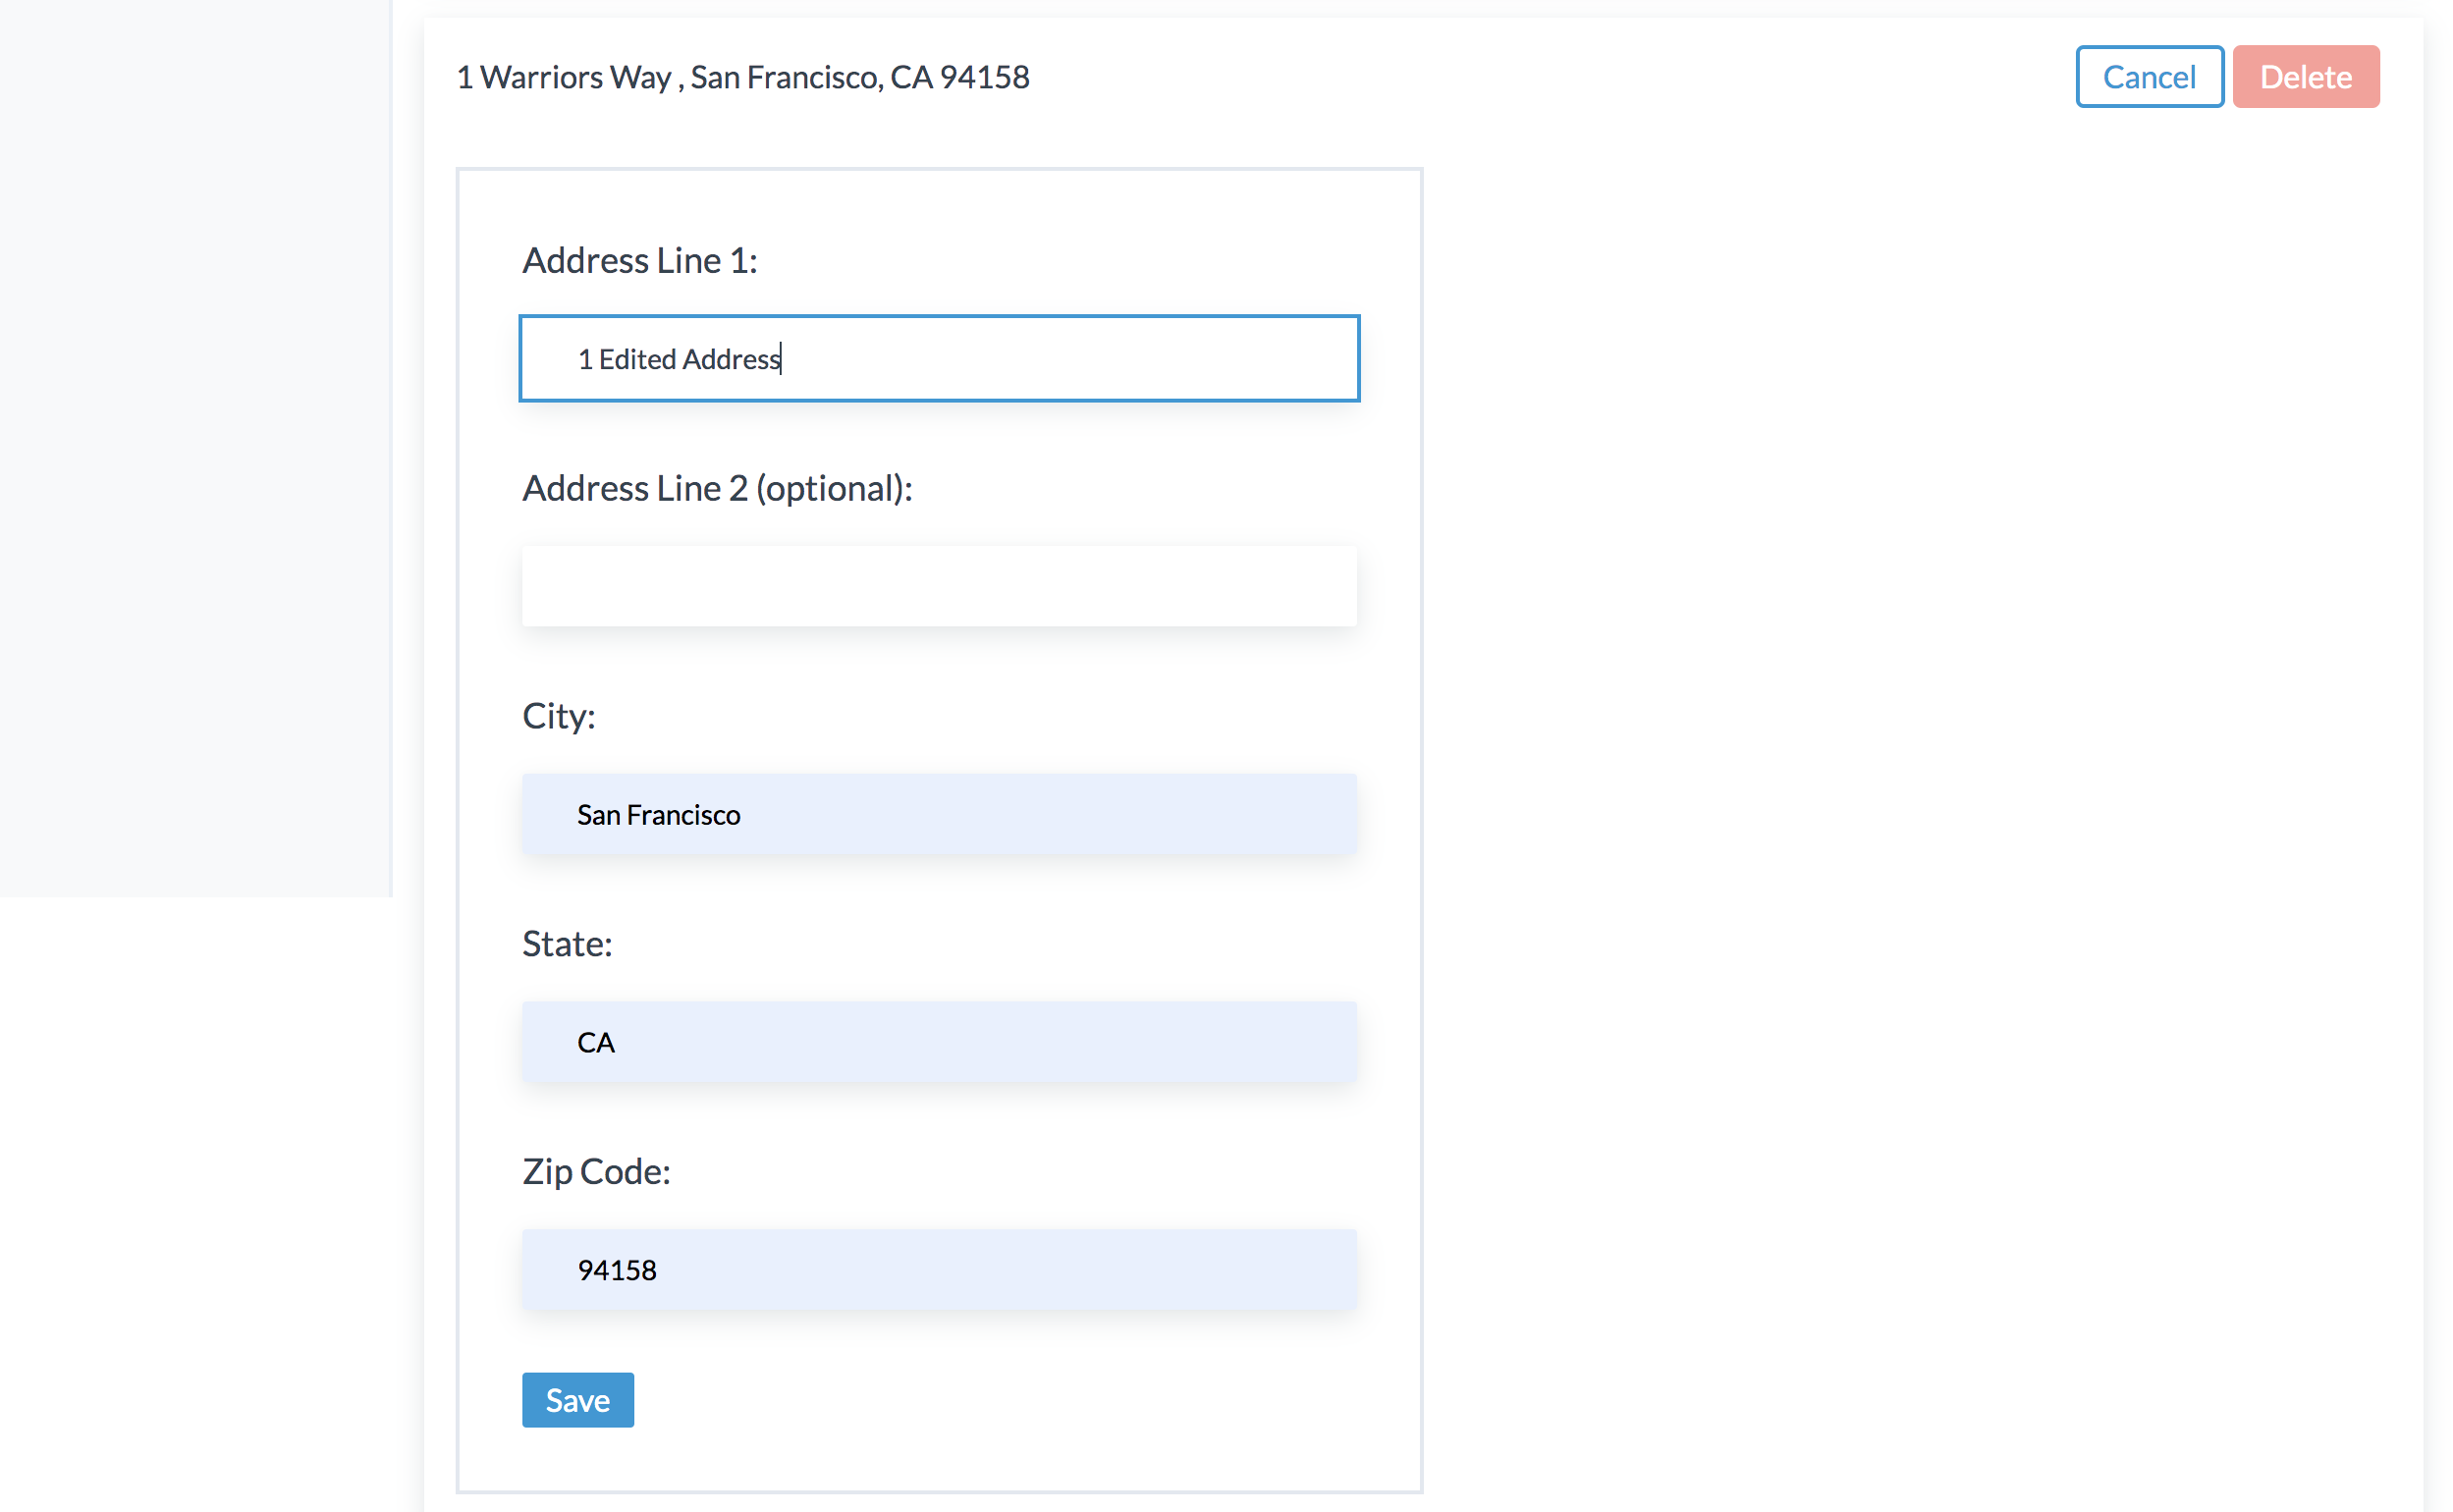 1 Warriors Way , San Francisco, CA 94158
Cancel
Delete
Address Line 1:
1 Edited Address
Address Line 2 (optional):
City:
San Francisco
State:
CA
Zip Code:
94158
Save